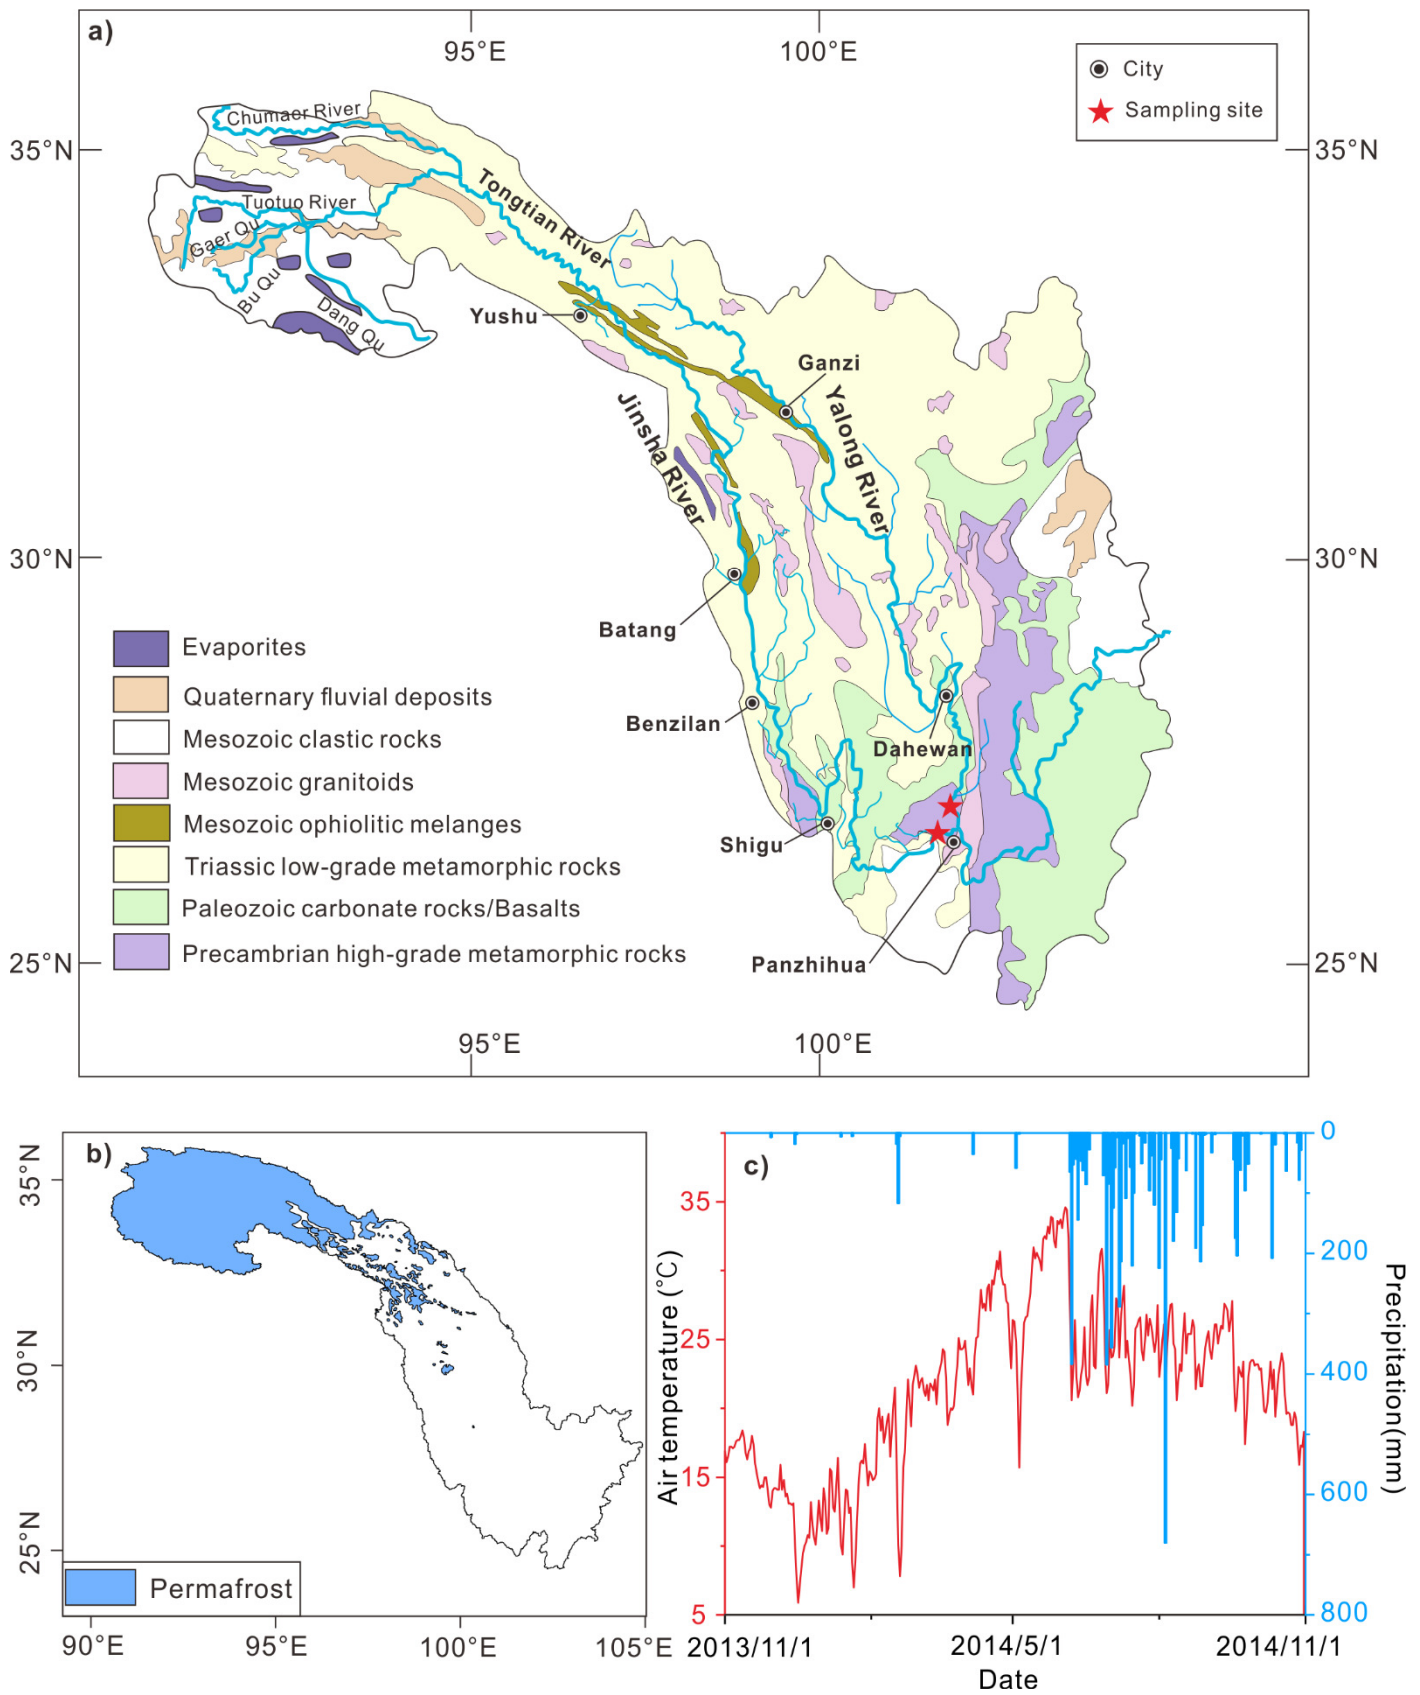 a)
95°E
100°E
City
Sampling site
35°N
35°N
Chumaer River
Tuotuo River
Gaer Qu
Bu Qu
Dang Qu
Tongtian River
Yushu
Ganzi
Yalong River
Jinsha River
30°N
30°N
Batang
Benzilan
Dahewan
Shigu
Panzhihua
Evaporites
Quaternary fluvial deposits
Mesozoic clastic rocks
Mesozoic granitoids
Mesozoic ophiolitic melanges
Triassic low-grade metamorphic rocks
Paleozoic carbonate rocks/Basalts
Precambrian high-grade metamorphic rocks
25°N
25°N
95°E
100°E
b)
35°N
30°N
25°N
Permafrost
90°E
95°E
100°E
105°E
c)
35
25
15
5
Air temperature (°C)
0
200
400
600
800
Precipitation(mm)
2013/11/1
2014/5/1
2014/11/1
Date